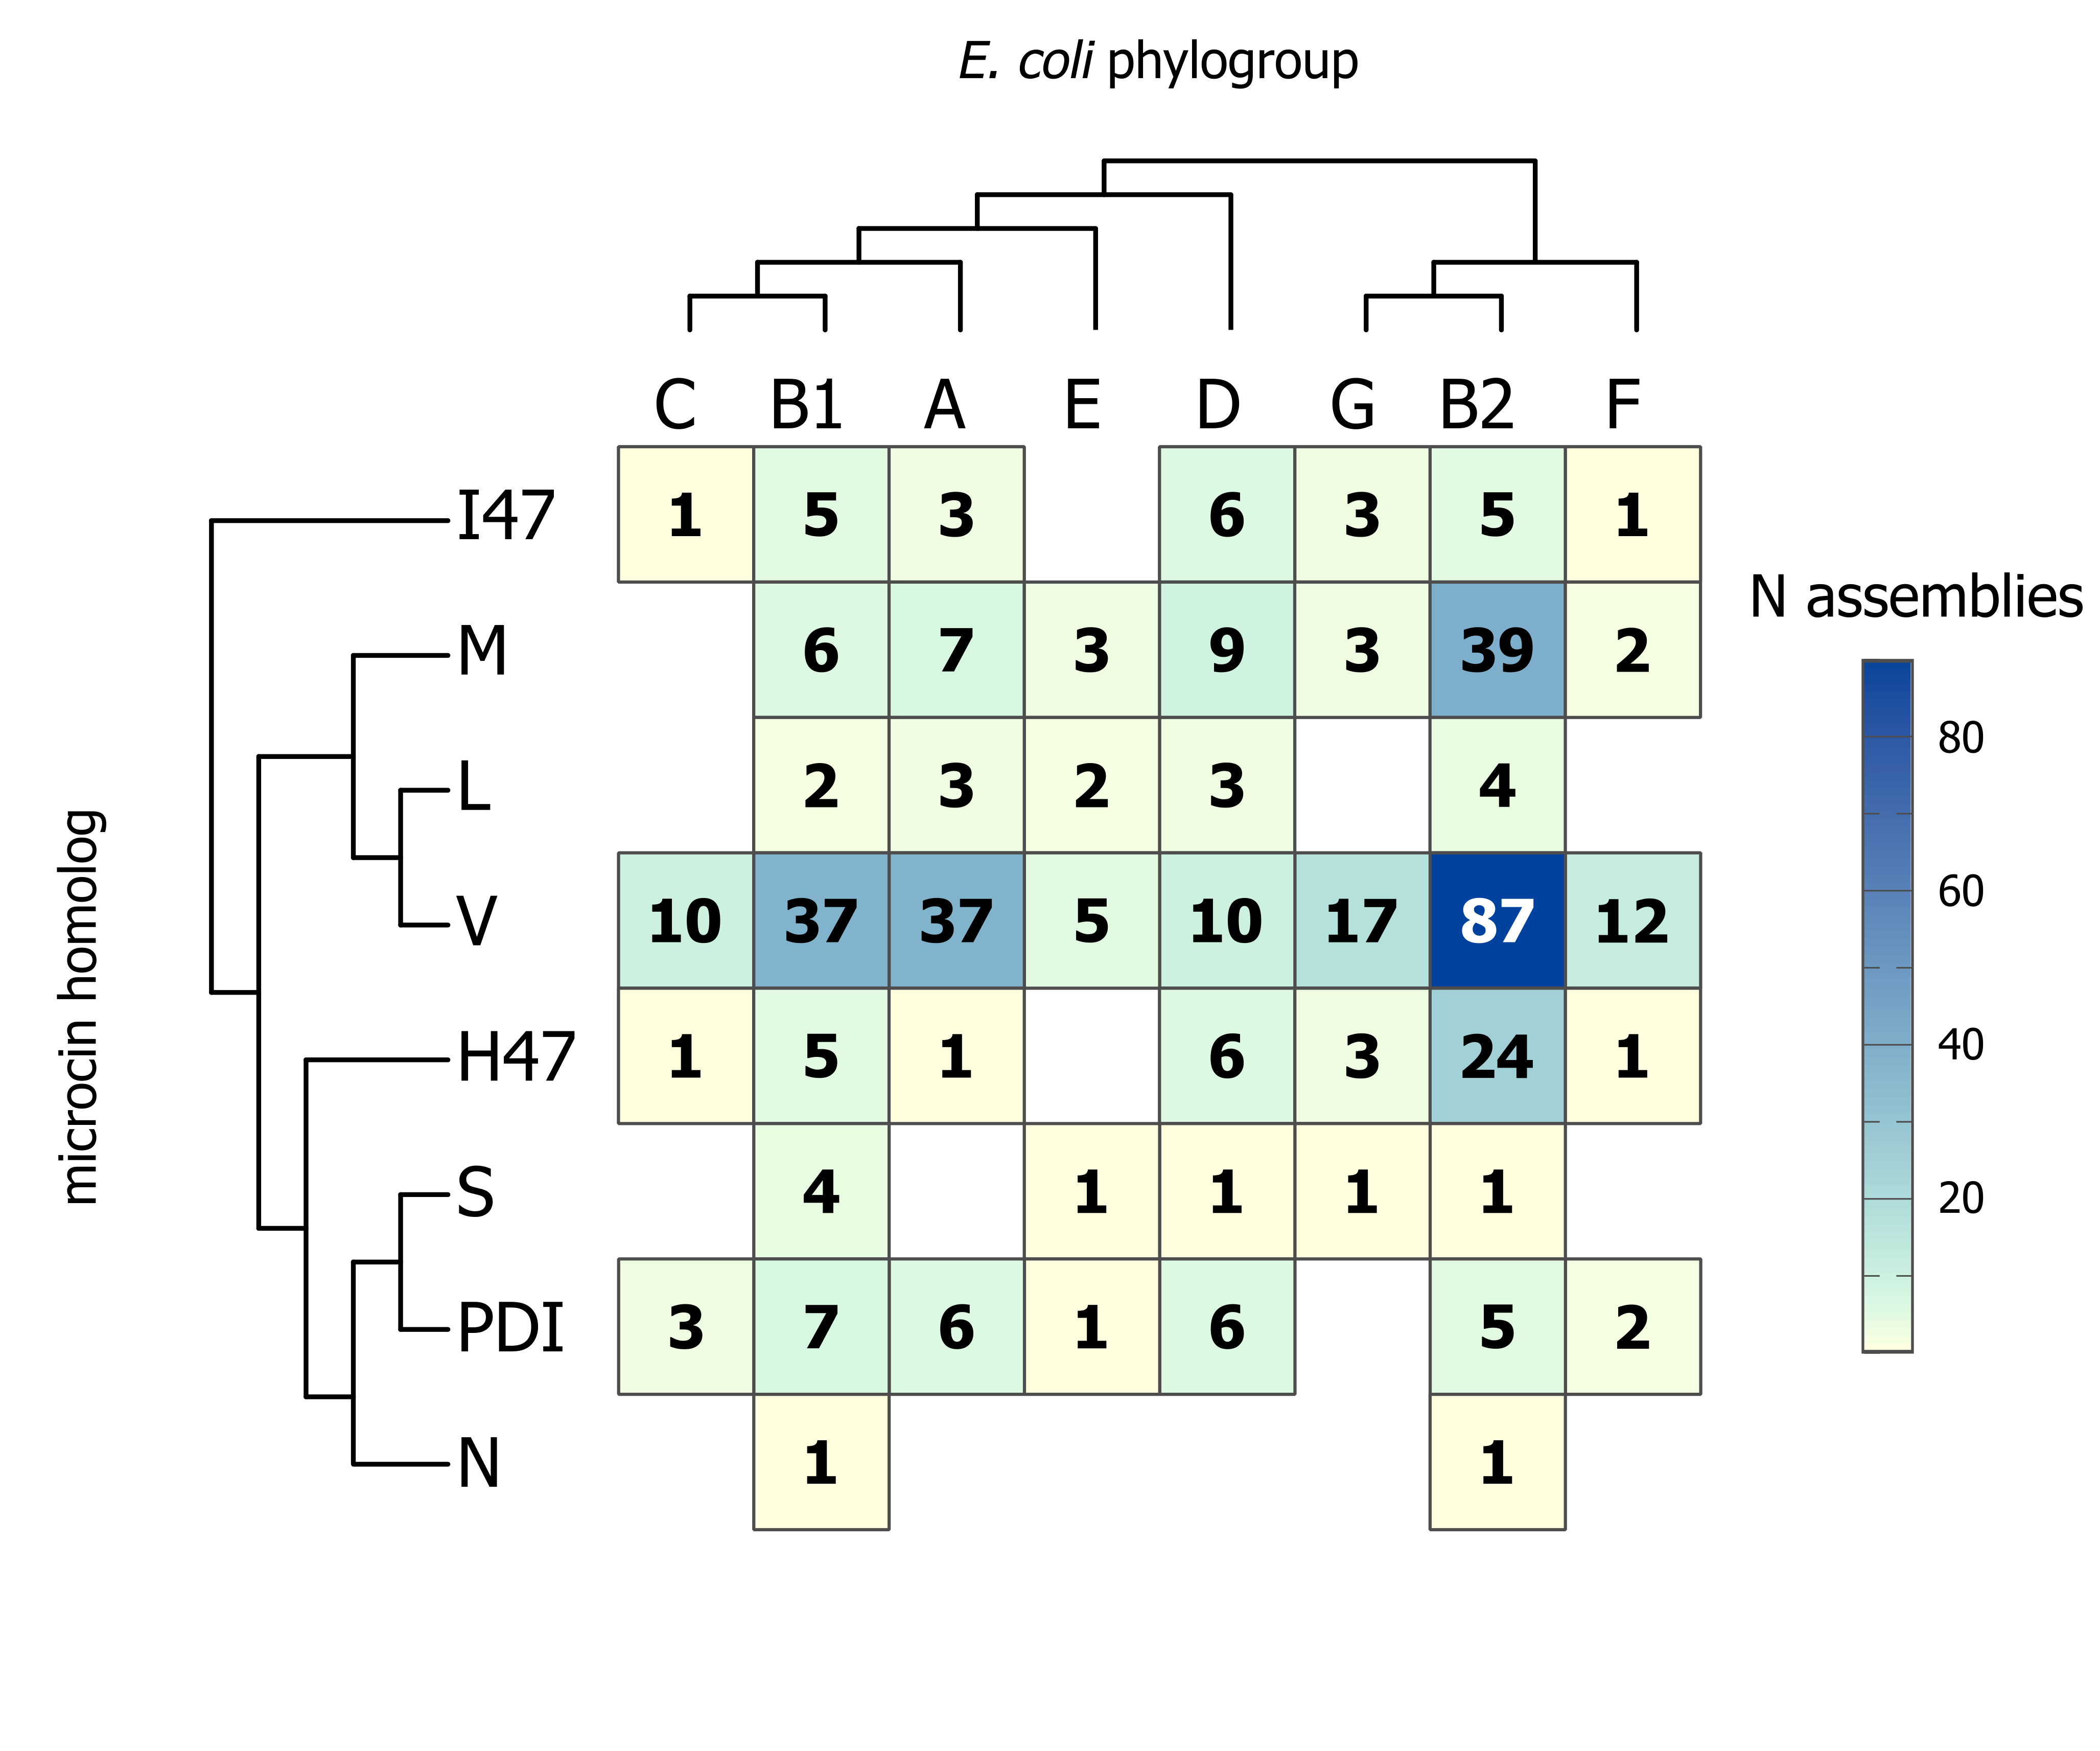 E. coli phylogroup
C B1 A E D G B2 F
I47 1 5 3 6 3 5 1
N assemblies
M 6 7 3 9 3 39 2
80
L 2 3 2 3 4
60
V 10 37 37 5 10 17 87 12
microcin homolog
40
H47 1 5 1 6 3 24 1
20
S 4 1 1 1 1
PDI 3 7 6 1 6 5 2
N 1 1